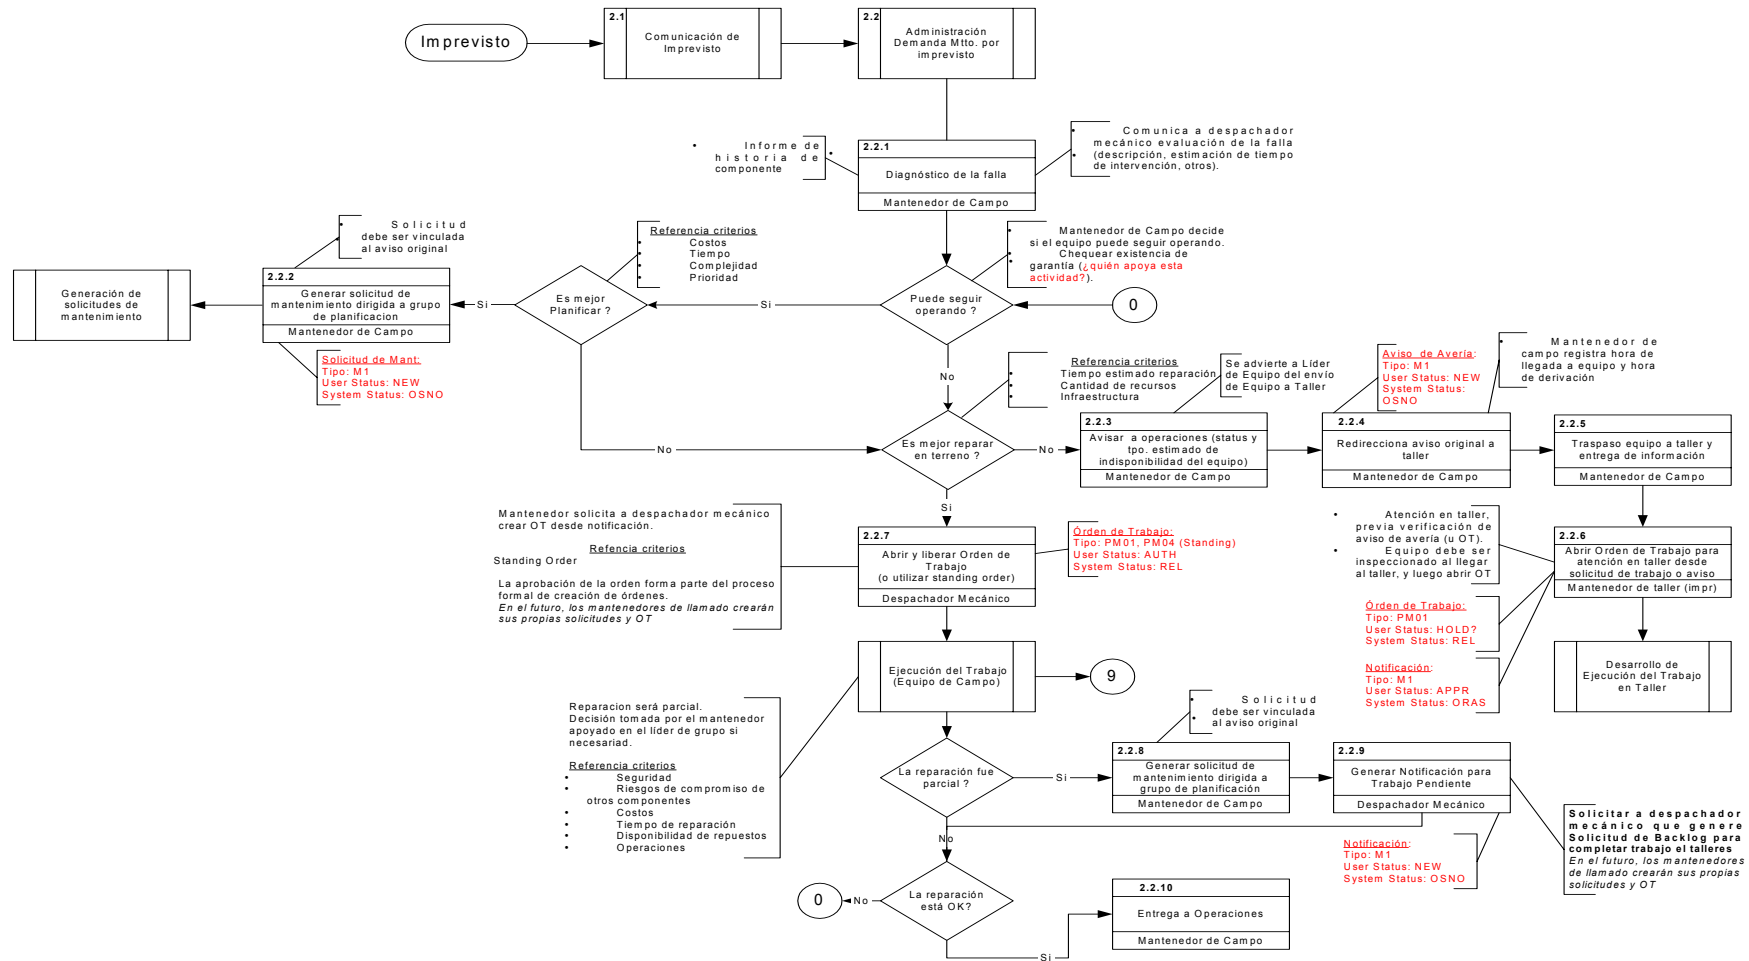 Imprevisto
2.1
Comunicación de
Imprevisto
2.2
Administración
Demanda Mtto. por
imprevisto
• Informe de
historia de
componente
2.2.1
Diagnóstico de la falla
Mantenedor de Campo
• Comunica a despachador
mecánico evaluación de la falla
(descripción, estimación de tiempo
de intervención, otros).
• Solicitud
debe ser vinculada
al aviso original
Referencia criterios
• Costos
• Tiempo
• Complejidad
• Prioridad
• Mantenedor de Campo decide
si el equipo puede seguir operando.
• Chequear existencia de
garantía (¿quién apoya esta
actividad?).
Generación de
solicitudes de
mantenimiento
2.2.2
Generar solicitud de
mantenimiento dirigida a grupo
de planificacion
Mantenedor de Campo
Si
Es mejor
Planificar ?
Si
Puede seguir
operando ?
0
Solicitud de Mant:
Tipo: M1
User Status: NEW
System Status: OSNO
No
Referencia criterios
• Tiempo estimado reparación
• Cantidad de recursos
• Infraestructura
Se advierte a Líder
de Equipo del envío
de Equipo a Taller
Aviso de Avería:
Tipo: M1
User Status: NEW
System Status:
OSNO
• Mantenedor de
campo registra hora de
llegada a equipo y hora
de derivación
No
Es mejor reparar
en terreno ?
No
2.2.3
Avisar a operaciones (status y
tpo. estimado de
indisponibilidad del equipo)
Mantenedor de Campo
2.2.4
Redirecciona aviso original a
taller
Mantenedor de Campo
2.2.5
Traspaso equipo a taller y
entrega de información
Mantenedor de Campo
Si
Mantenedor solicita a despachador mecánico
crear OT desde notificación.
Refencia criterios
Standing Order
La aprobación de la orden forma parte del proceso
formal de creación de órdenes.
En el futuro, los mantenedores de llamado crearán
sus propias solicitudes y OT
2.2.7
Abrir y liberar Orden de
Trabajo
(o utilizar standing order)
Despachador Mecánico
Órden de Trabajo:
Tipo: PM01, PM04 (Standing)
User Status: AUTH
System Status: REL
• Atención en taller,
previa verificación de
aviso de avería (u OT).
• Equipo debe ser
inspeccionado al llegar
al taller, y luego abrir OT
2.2.6
Abrir Orden de Trabajo para
atención en taller desde
solicitud de trabajo o aviso
Mantenedor de taller (impr)
Órden de Trabajo:
Tipo: PM01
User Status: HOLD?
System Status: REL
Notificación:
Tipo: M1
User Status: APPR
System Status: ORAS
Desarrollo de
Ejecución del Trabajo
en Taller
Ejecución del Trabajo
(Equipo de Campo)
9
Reparacion será parcial.
Decisión tomada por el mantenedor
apoyado en el líder de grupo si
necesariad.
Referencia criterios
• Seguridad
• Riesgos de compromiso de
otros componentes
• Costos
• Tiempo de reparación
• Disponibilidad de repuestos
• Operaciones
• Solicitud
debe ser vinculada
al aviso original
La reparación fue
parcial ?
Si
2.2.8
Generar solicitud de
mantenimiento dirigida a
grupo de planificación
Mantenedor de Campo
2.2.9
Generar Notificación para
Trabajo Pendiente
Despachador Mecánico
Solicitar a despachador
mecánico que genere
Solicitud de Backlog para
completar trabajo el talleres
En el futuro, los mantenedores
de llamado crearán sus propias
solicitudes y OT
No
Notificación:
Tipo: M1
User Status: NEW
System Status: OSNO
0
No
La reparación
está OK?
Si
2.2.10
Entrega a Operaciones
Mantenedor de Campo